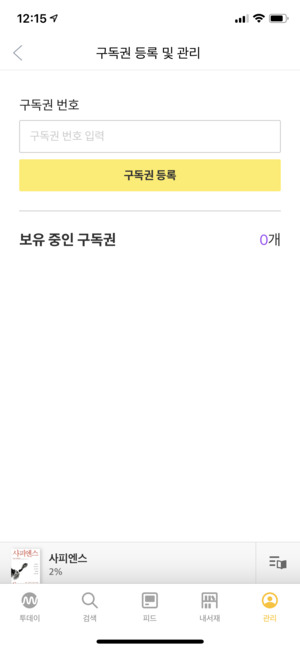 12:15
구독권 등록 및 관리
구독권 번호
구독권 번호 입력
구독권 등록
보유 중인 구독권 0개
사피엔스
사피엔스
2%
투데이 검색 피드 내서재 관리